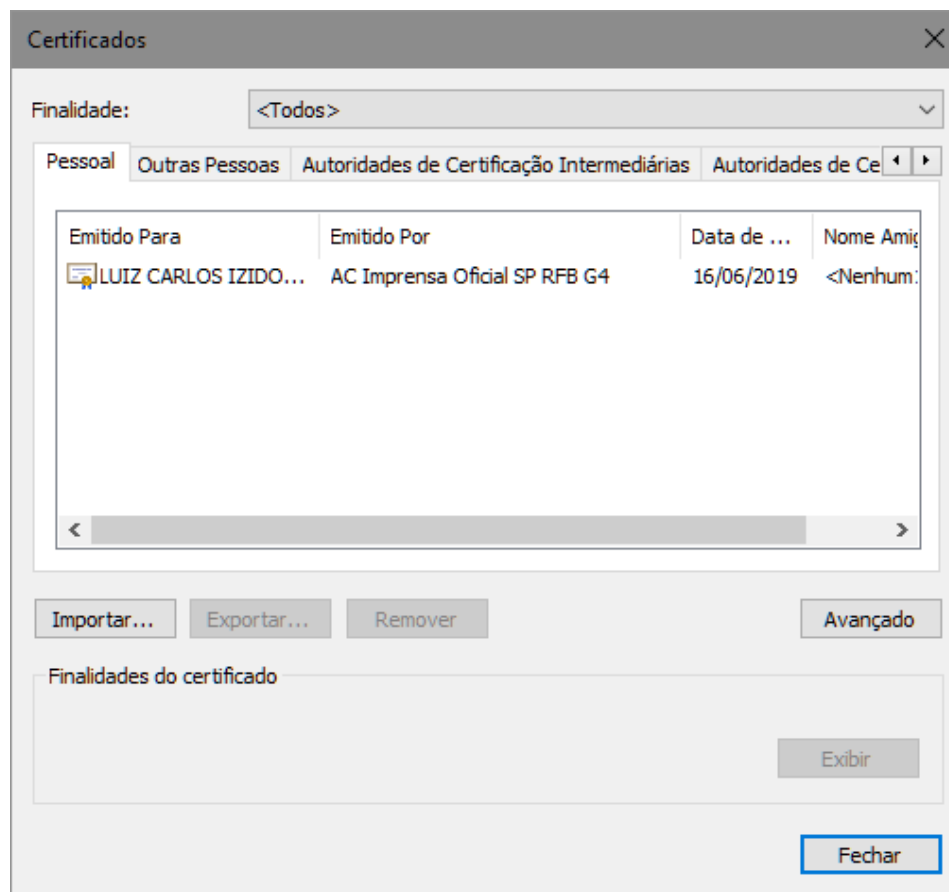 Certificados
Finalidade: <Todos>
Pessoal Outras Pessoas Autoridades de Certificação Intermediárias Autoridades de Ce
Emitido Para Emitido Por Data de ... Nome Amig
LUIZ CARLOS IZIDO... AC Imprensa Oficial SP RFB G4 16/06/2019 <Nenhum>
Importar... Exportar... Remover Avançado
Finalidades do certificado
Exibir
Fechar